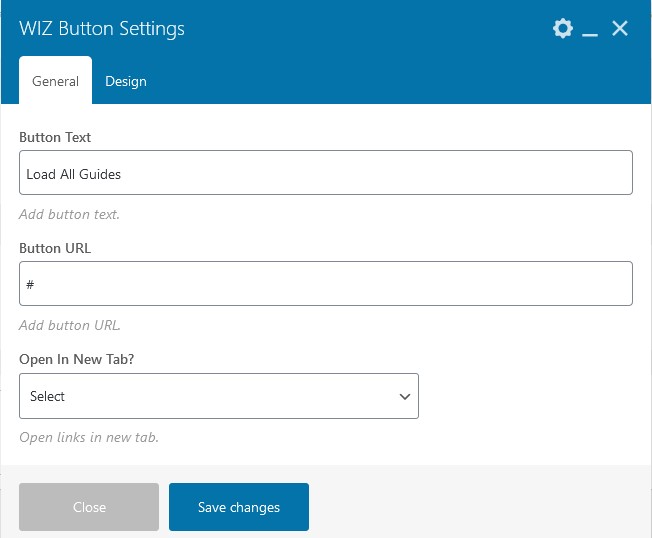 WIZ Button Settings
General Design
Button Text
Load All Guides
Add button text.
Button URL
#
Add button URL.
Open In New Tab?
Select
Open links in new tab.
Close Save changes